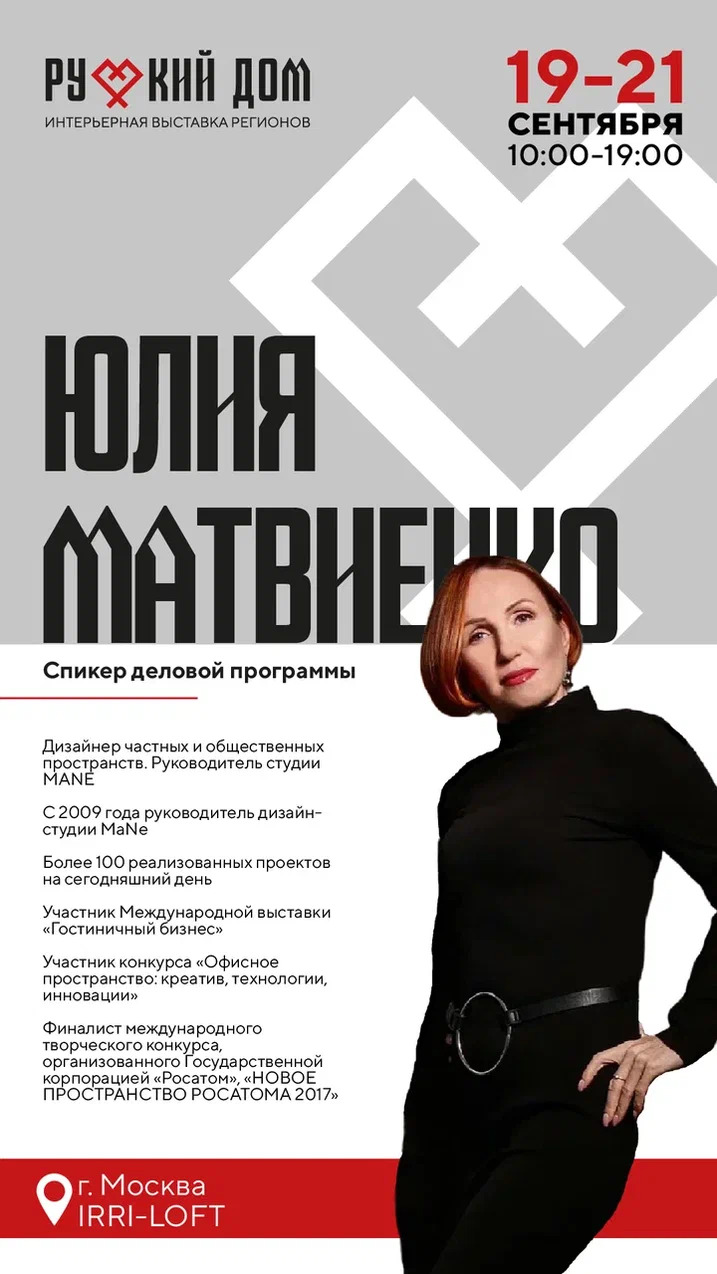 РУССКИЙ ДОМ
ИНТЕРЬЕРНАЯ ВЫСТАВКА РЕГИОНОВ
19-21
СЕНТЯБРЯ
10:00-19:00
ЮЛИЯ
МАТВИЕНКО
Спикер деловой программы
Дизайнер частных и общественных
пространств. Руководитель студии
MANE
С 2009 года руководитель дизайн-
студии MaNe
Более 100 реализованных проектов
на сегодняшний день
Участник Международной выставки
«Гостиничный бизнес»
Участник конкурса «Офисное
пространство: креатив, технологии,
инновации»
Финалист международного
творческого конкурса,
организованного Государственной
корпорацией «Росатом», «НОВОЕ
ПРОСТРАНСТВО РОСАТОМА 2017»
г. Москва
IRRI-LOFT